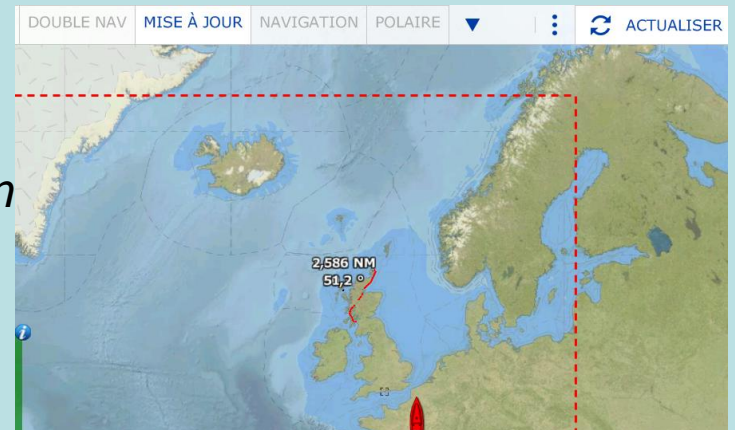 DOUBLE NAV MISE À JOUR NAVIGATION POLAIRE ACTUALISER
n
2,586 NM
51,2 °
i